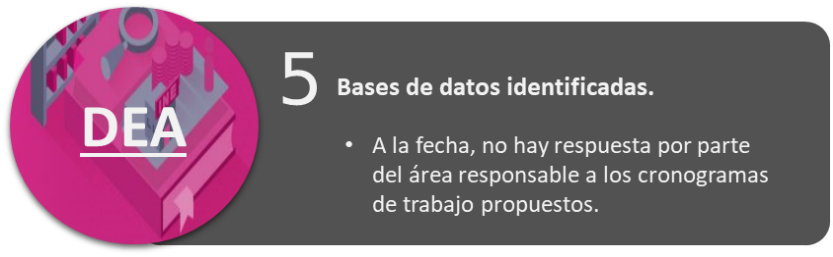 INE
DEA
5 Bases de datos identificadas.
• A la fecha, no hay respuesta por parte
del área responsable a los cronogramas
de trabajo propuestos.